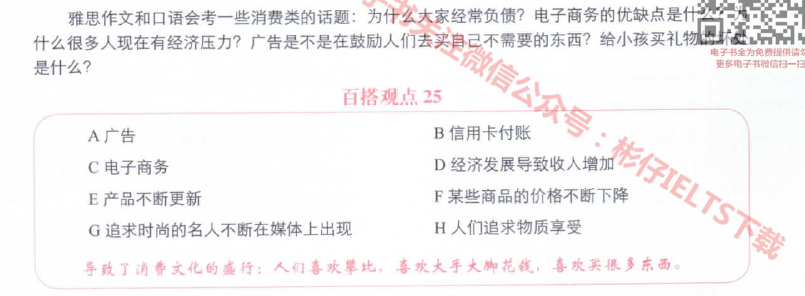 雅思作文和口语会考一些消费类的话题：为什么大家经常负债？电子商务的优缺点是什么？为
什么很多人现在有经济压力？广告是不是在鼓励人们去买自己不需要的东西？给小孩买礼物的坏处
是什么？
电子书全为免费提供请勿
更多电子书微信扫一扫
百搭观点 25
A 广告
B 信用卡付账
C 电子商务
D 经济发展导致收入增加
E 产品不断更新
F 某些商品的价格不断下降
G 追求时尚的名人不断在媒体上出现
H 人们追求物质享受
导致了消费文化的盛行：人们喜欢攀比，喜欢大手大脚花钱，喜欢买很多东西。
子书关注微信公众号：彬仔IELTS下载